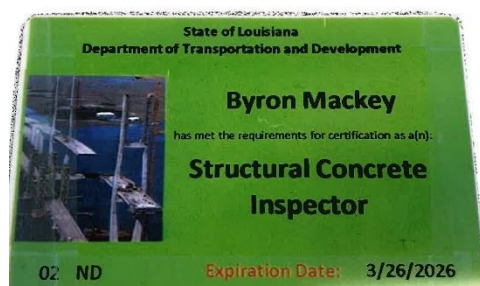 State of Louisiana
Department of Transportation and Development
Byron Mackey
has met the requirements for certification as a(n):
Structural Concrete
Inspector
02 ND Expiration Date: 3/26/2026